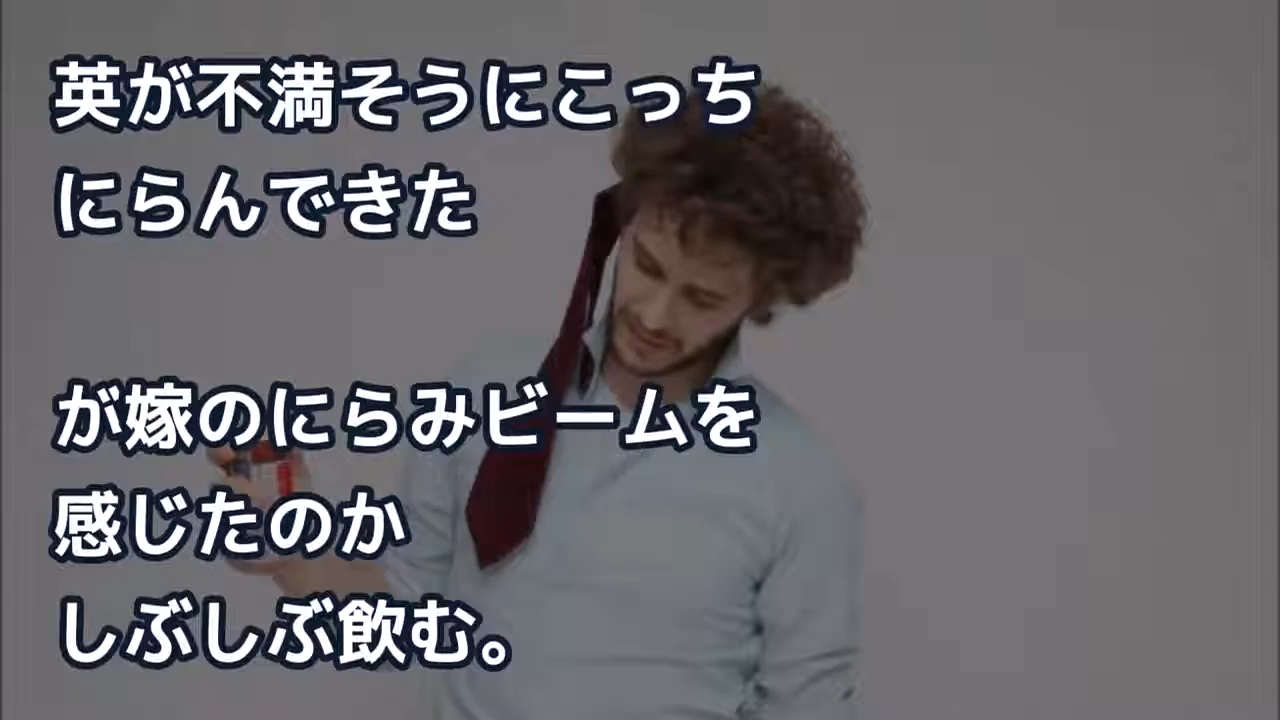 英が不満そうにこっち
にらんできた
が嫁のにらみビームを
感じたのか
しぶしぶ飲む。